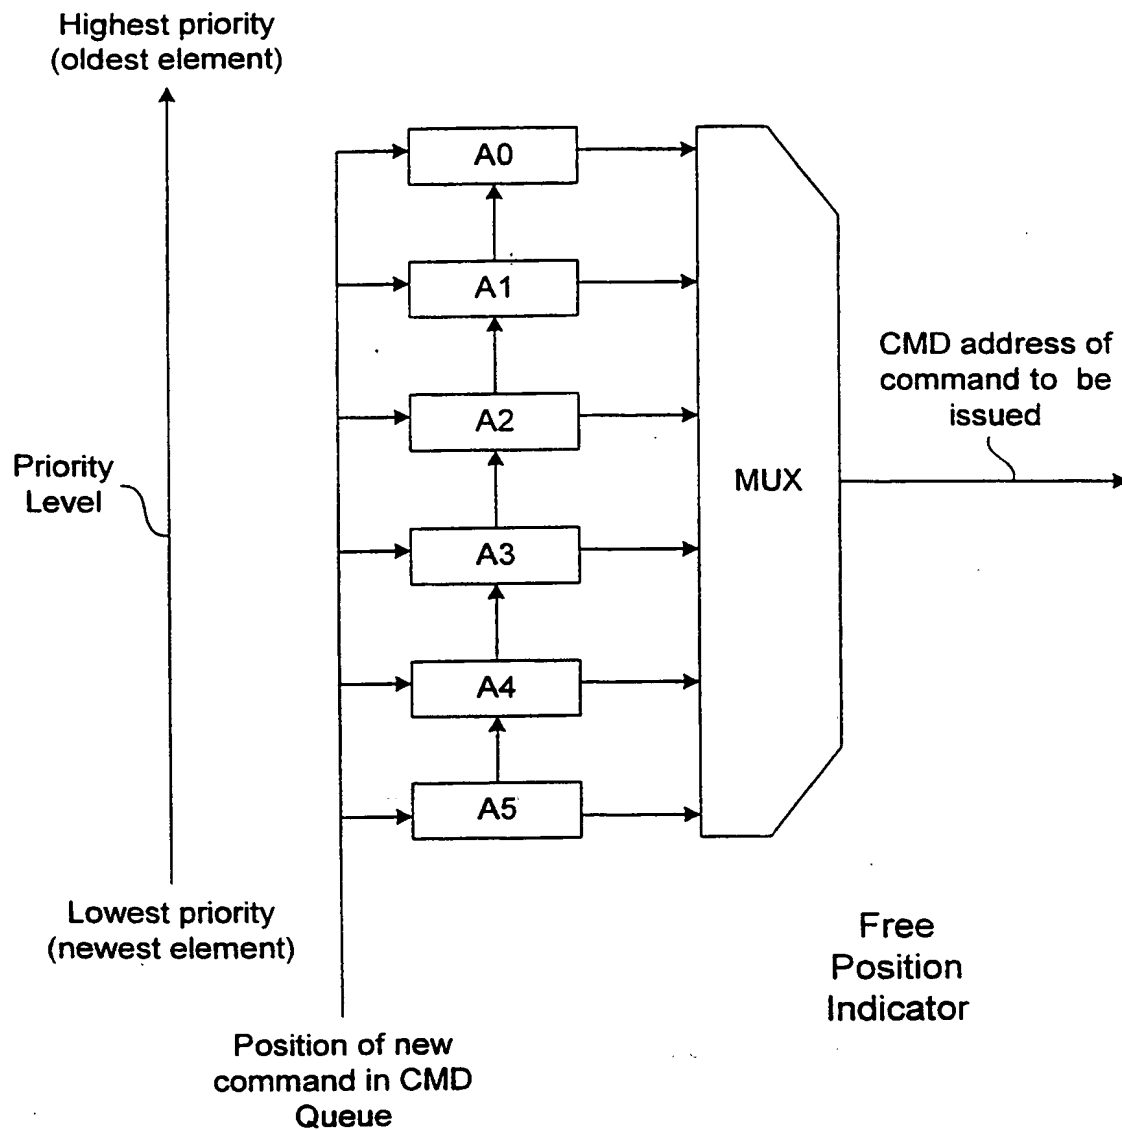 Highest priority
(oldest element)
A0
A1
CMD address of
command to be
issued
A2
Priority
Level
MUX
A3
A4
A5
Lowest priority
(newest element)
Free
Position
Indicator
Position of new
command in CMD
Queue